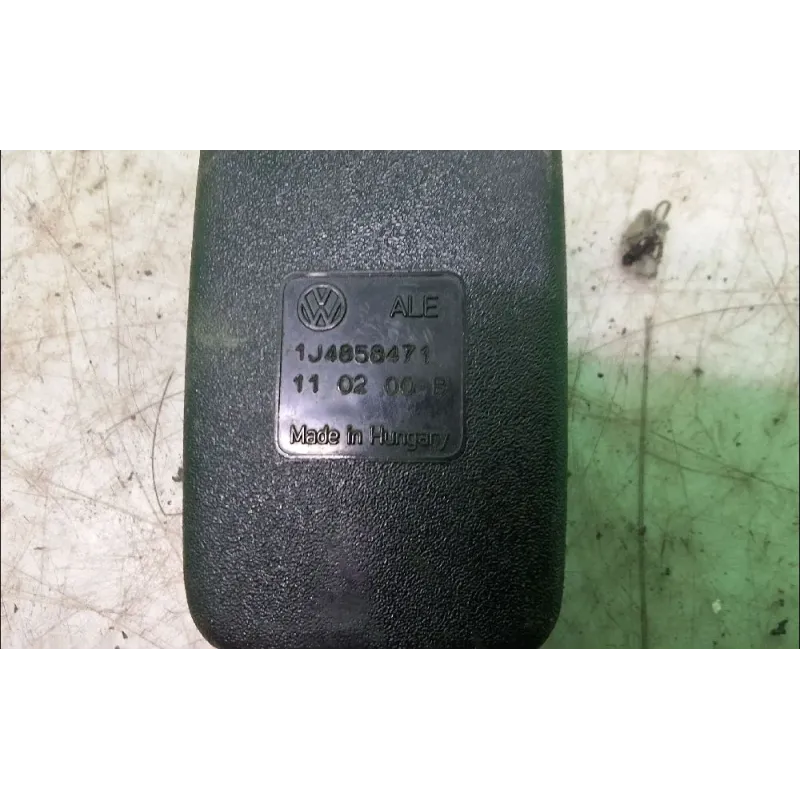 ALE
1J4858471
11 02 00-B
Made in Hungary